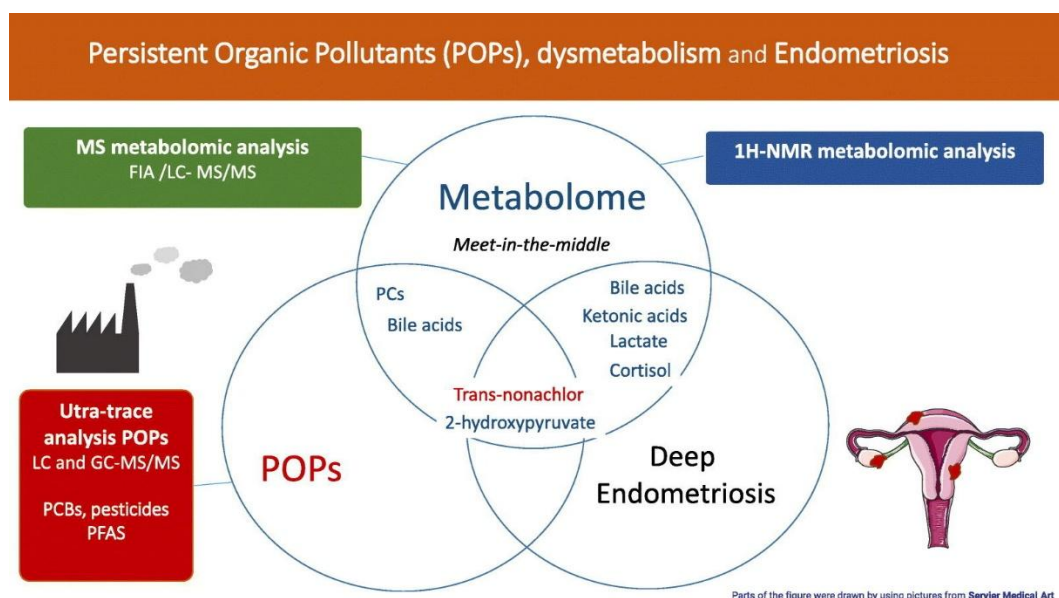 Persistent Organic Pollutants (POPs), dysmetabolism and Endometriosis
MS metabolomic analysis
FIA /LC- MS/MS
1H-NMR metabolomic analysis
Metabolome
Meet-in-the-middle
PCs
Bile acids
Bile acids
Ketonic acids
Lactate
Cortisol
Trans-nonachlor
2-hydroxypyruvate
Utra-trace
analysis POPs
LC and GC-MS/MS
PCBs, pesticides
PFAS
POPs
Deep
Endometriosis
Parts of the figure were drawn by using pictures from Servier Medical Art